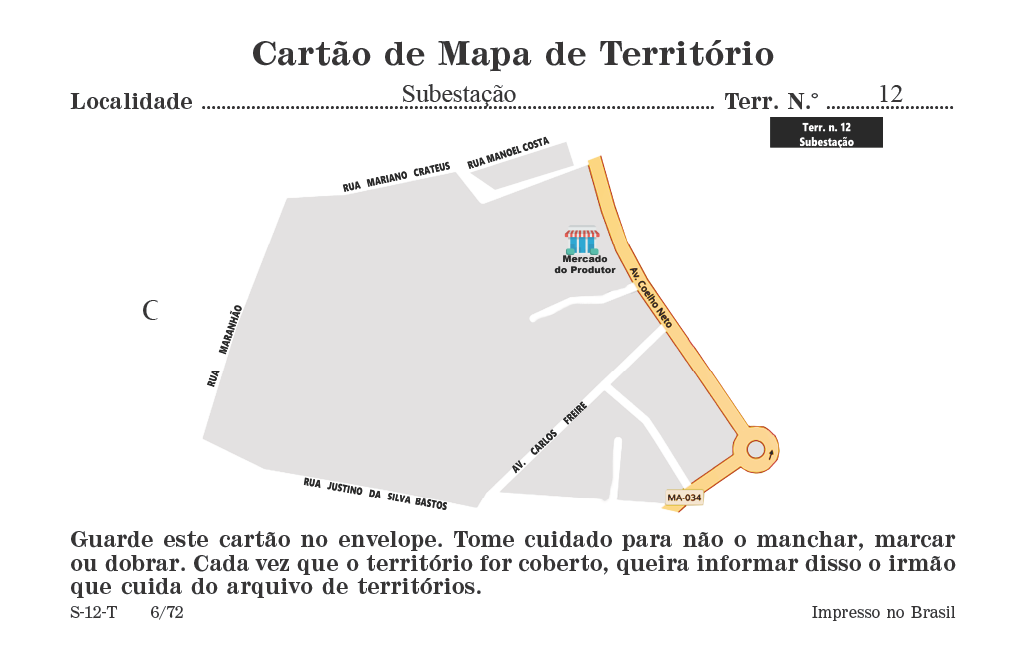 Cartão de Mapa de Território
Localidade ........ Subestação ........ Terr. N.° ........ 12 ........
Terr. n. 12
Subestação
RUA MANOEL COSTA
RUA MARIANO CRATEUS
Mercado
do Produtor
Av. Coelho Neto
C
RUA MARANHÃO
AV. CARLOS FREIRE
RUA JUSTINO DA SILVA BASTOS
MA-034
Guarde este cartão no envelope. Tome cuidado para não o manchar, marcar
ou dobrar. Cada vez que o território for coberto, queira informar disso o irmão
que cuida do arquivo de territórios.
S-12-T 6/72 Impresso no Brasil